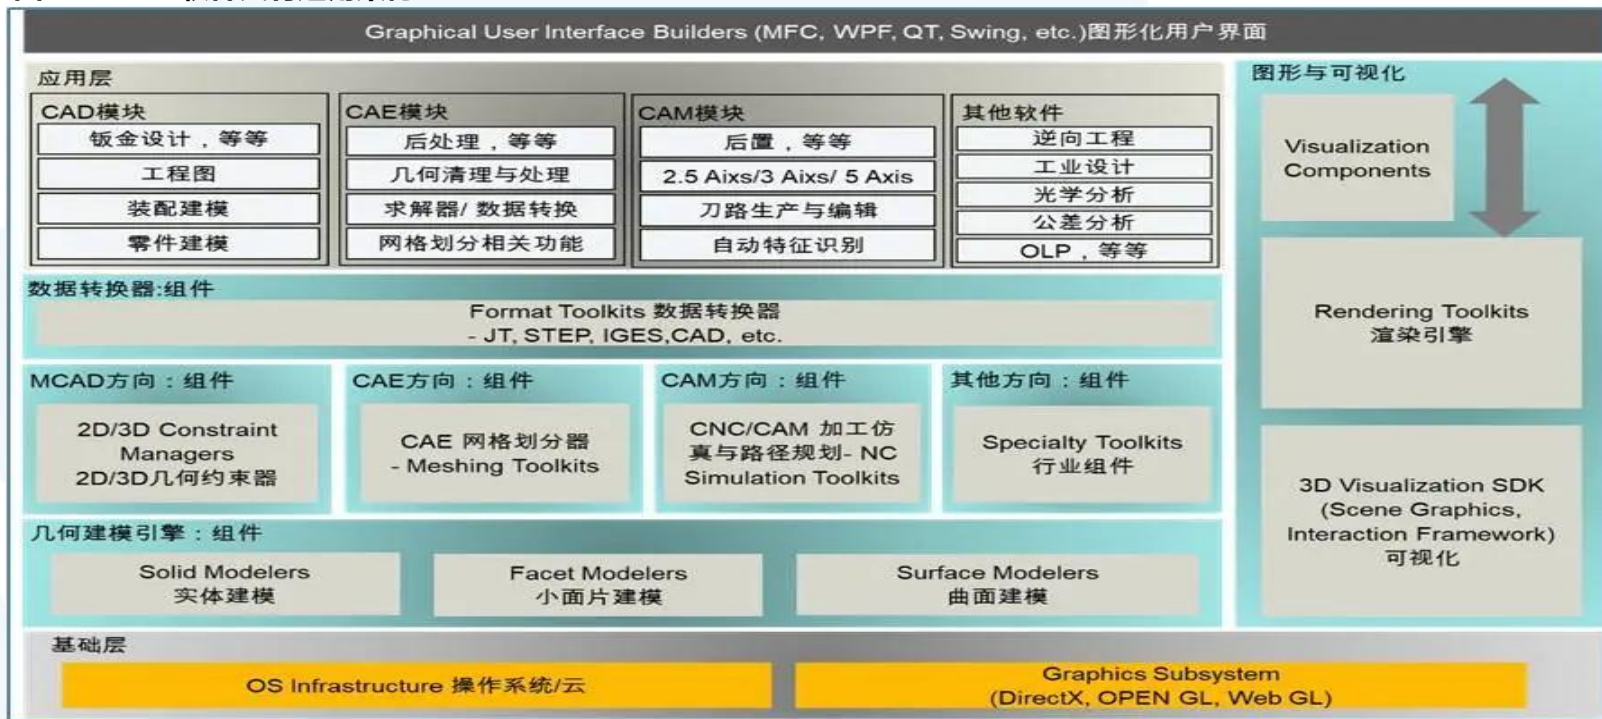 Graphical User Interface Builders (MFC, WPF, QT, Swing, etc.)图形化用户界面
应用层
CAD模块
钣金设计，等等
工程图
装配建模
零件建模
CAE模块
后处理，等等
几何清理与处理
求解器/ 数据转换
网格划分相关功能
CAM模块
后置，等等
2.5 Aixs/3 Aixs/ 5 Axis
刀路生产与编辑
自动特征识别
其他软件
逆向工程
工业设计
光学分析
公差分析
OLP，等等
数据转换器:组件
Format Toolkits 数据转换器
- JT, STEP, IGES,CAD, etc.
MCAD方向：组件
2D/3D Constraint
Managers
2D/3D几何约束器
CAE方向：组件
CAE 网格划分器
- Meshing Toolkits
CAM方向：组件
CNC/CAM 加工仿
真与路径规划- NC
Simulation Toolkits
其他方向：组件
Specialty Toolkits
行业组件
几何建模引擎：组件
Solid Modelers
实体建模
Facet Modelers
小面片建模
Surface Modelers
曲面建模
图形与可视化
Visualization
Components
Rendering Toolkits
渲染引擎
3D Visualization SDK
(Scene Graphics,
Interaction Framework)
可视化
基础层
OS Infrastructure 操作系统/云
Graphics Subsystem
(DirectX, OPEN GL, Web GL)